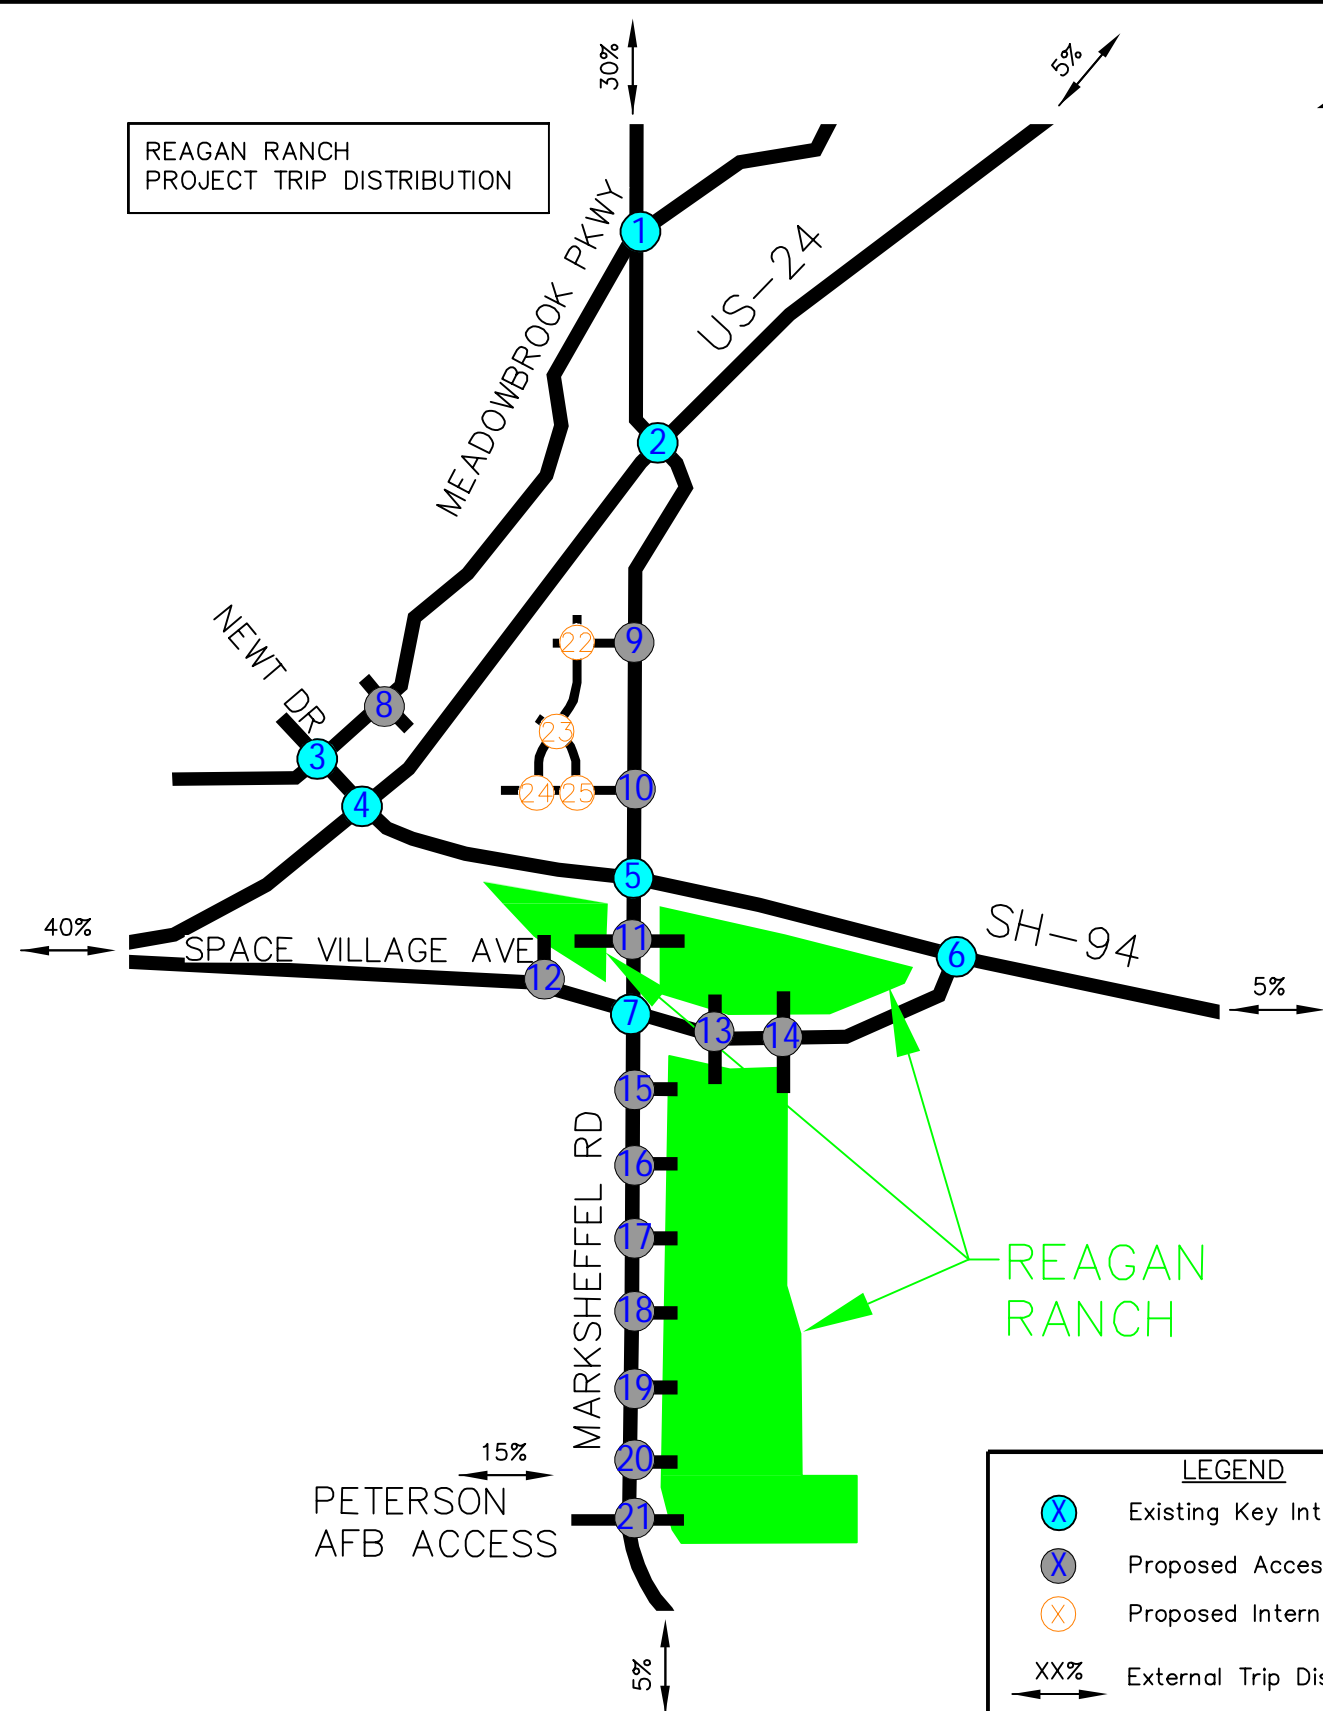 30%
5%
REAGAN RANCH
PROJECT TRIP DISTRIBUTION
MEADOWBROOK PKWY
1
US-24
2
NEWT DR
22
9
8
23
3
24
25
10
4
5
40%
SPACE VILLAGE AVE
11
SH-94
6
12
5%
7
13
14
15
MARKSHEFFEL RD
16
17
REAGAN
RANCH
18
19
15%
20
PETERSON
AFB ACCESS
21
5%
LEGEND
X Existing Key Int
X Proposed Acces
X Proposed Intern
XX% External Trip Dis